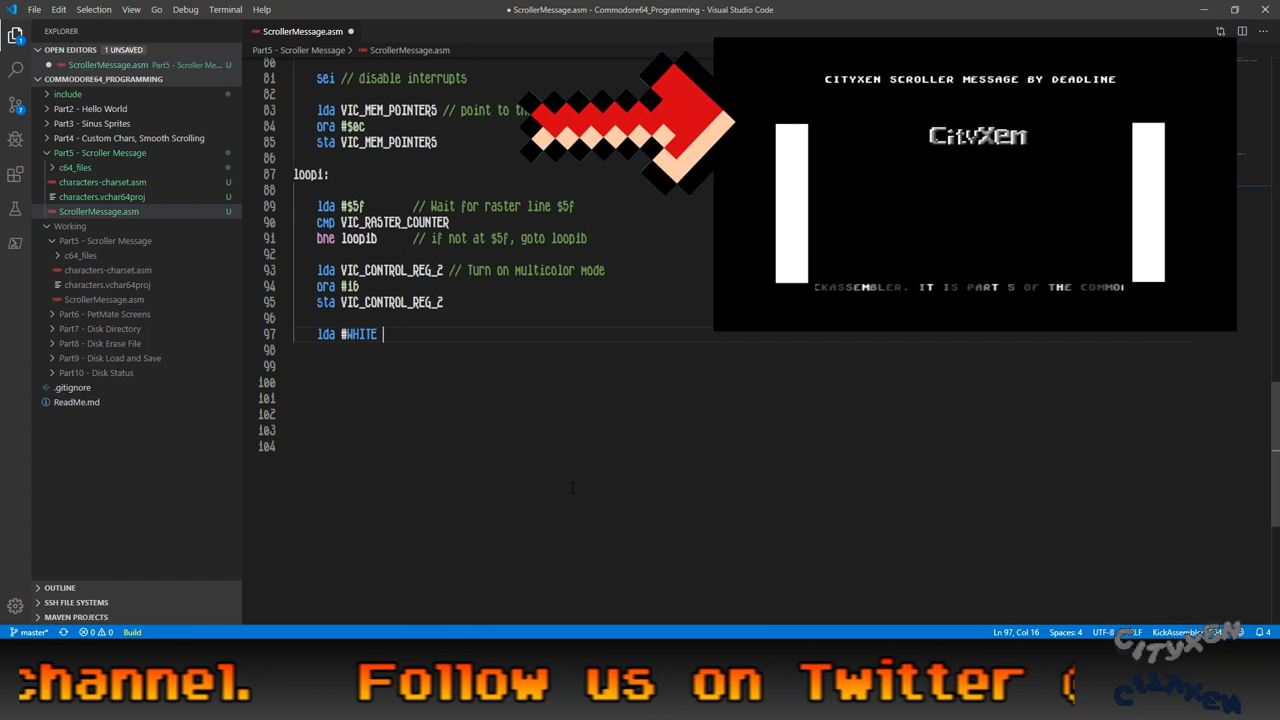 File Edit Selection View Go Debug Terminal Help
● ScrollerMessage.asm - Commodore64_Programming - Visual Studio Code
EXPLORER
OPEN EDITORS 1 UNSAVED
ScrollerMessage.asm Part5 - Scroller Me... U
COMMODORE64_PROGRAMMING
include
Part2 - Hello World
Part3 - Sinus Sprites
Part4 - Custom Chars, Smooth Scrolling
Part5 - Scroller Message
c64_files
characters-charset.asm U
characters.vchar64proj U
ScrollerMessage.asm U
Working
Part5 - Scroller Message
c64_files
characters-charset.asm
characters.vchar64proj
ScrollerMessage.asm
Part6 - PetMate Screens
Part7 - Disk Directory
Part8 - Disk Erase File
Part9 - Disk Load and Save
Part10 - Disk Status
.gitignore
ReadMe.md
OUTLINE
SSH FILE SYSTEMS
MAVEN PROJECTS
ScrollerMessage.asm
Part5 - Scroller Message > ScrollerMessage.asm
80
81 sei // disable interrupts
82
83 lda VIC_MEM_POINTERS // point to
84 ora #$0c
85 sta VIC_MEM_POINTERS
86
87 loop1:
88
89 lda #$5f // Wait for raster line $5f
90 cmp VIC_RASTER_COUNTER
91 bne loop1b // if not at $5f, goto loop1b
92
93 lda VIC_CONTROL_REG_2 // Turn on multicolor mode
94 ora #16
95 sta VIC_CONTROL_REG_2
96
97 lda #WHITE
98
99
100
101
102
103
104
CITYXEN SCROLLER MESSAGE BY DEADLINE
CityXen
CKASSEMBLER. IT IS PART 5 OF THE COMMO
master* 0 0 Build
Ln 97, Col 16 Spaces: 4 UTF-8 4
channel. Follow us on Twitter @
CITYXEN
CITYXEN